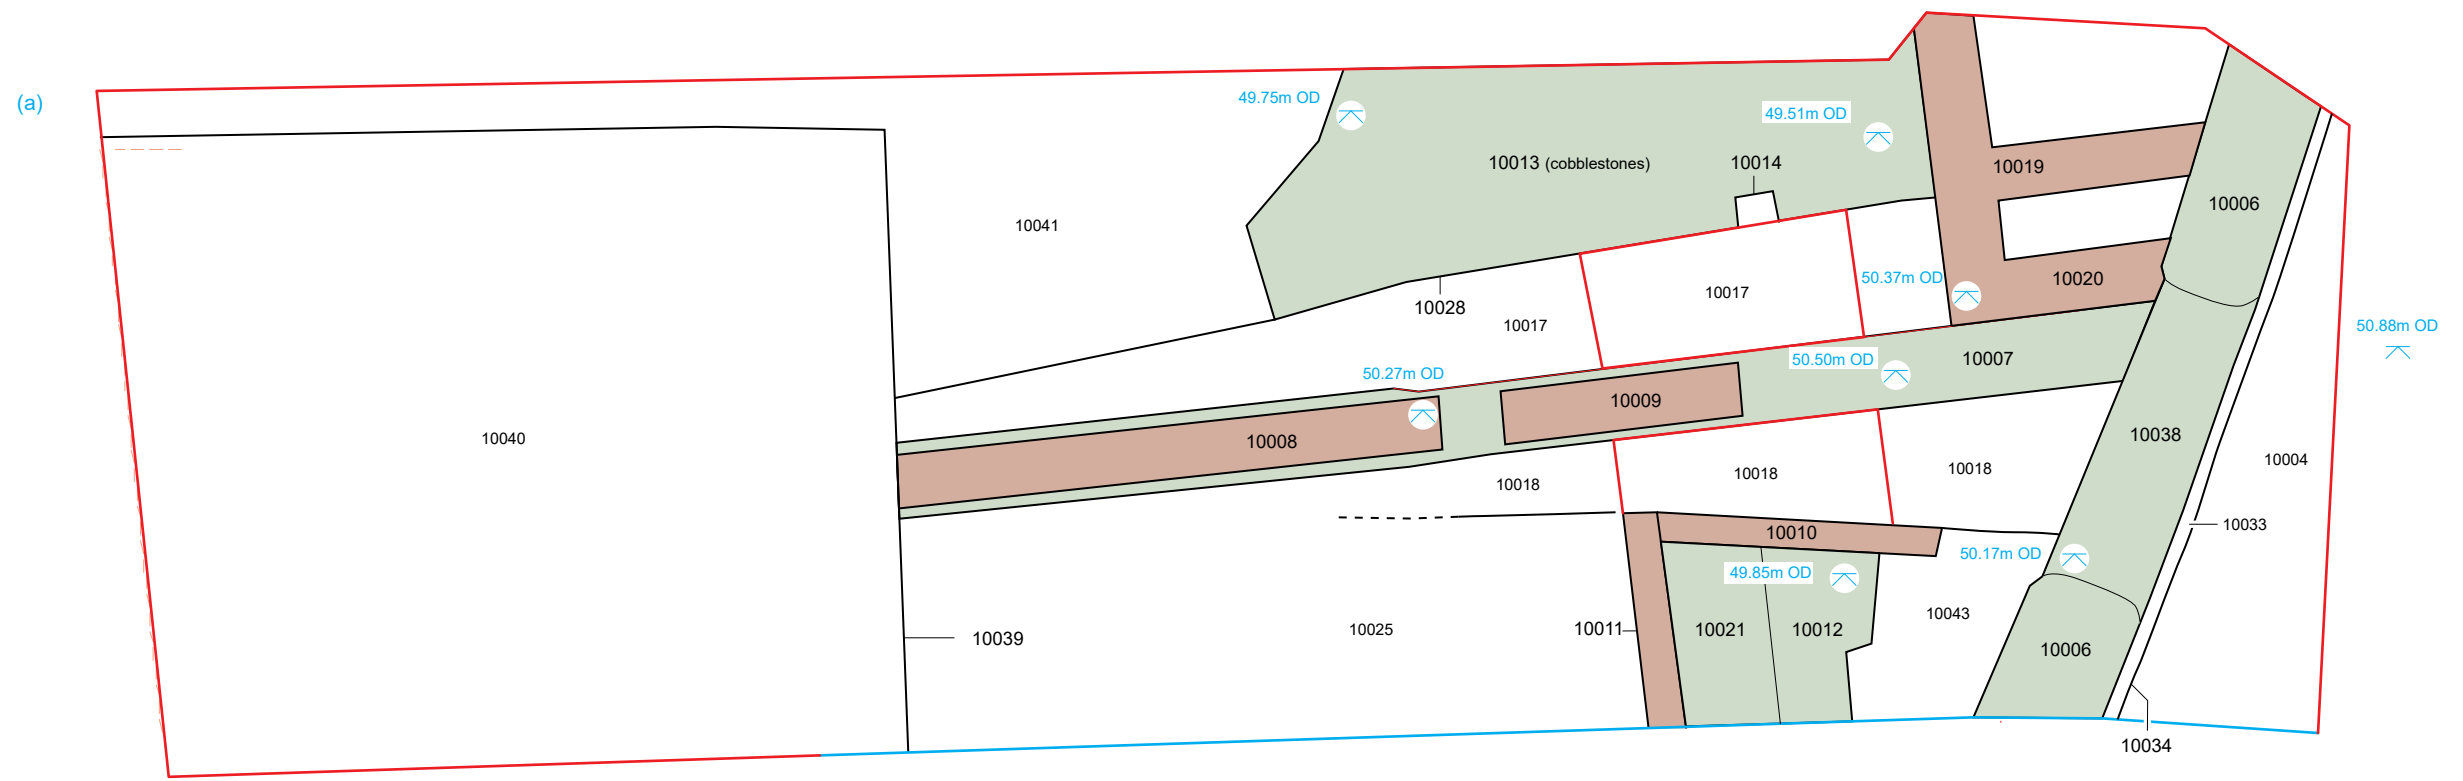 (a)
49.75m OD
49.51m OD
10013 (cobblestones)
10014
10019
10006
10041
50.37m OD
10020
10017
10028
10017
50.88m OD
50.50m OD
10007
50.27m OD
10009
10040
10008
10038
10018
10018
10018
10004
10033
10010
50.17m OD
49.85m OD
10043
10025
10011
10021
10012
10039
10006
10034